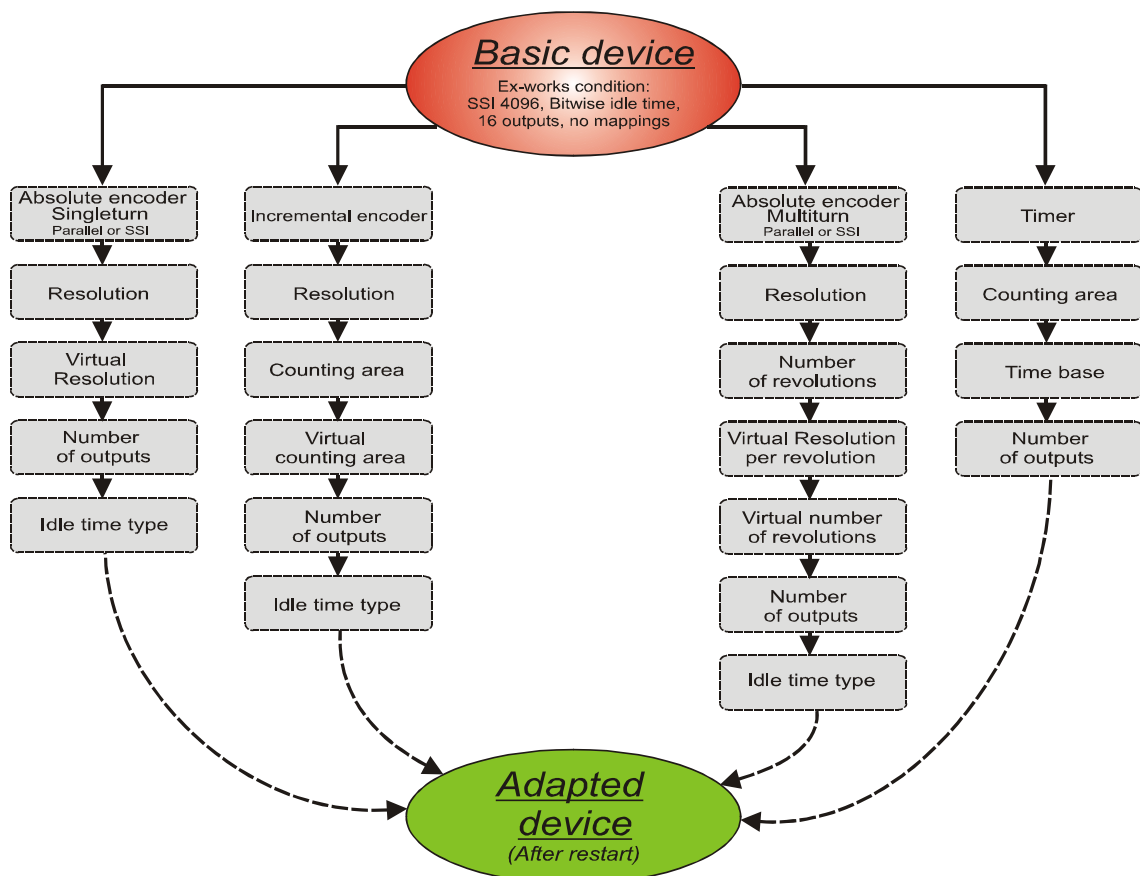 Basic device
Ex-works condition:
SSI 4096, Bitwise idle time,
16 outputs, no mappings
Absolute encoder
Singleturn
Parallel or SSI
Resolution
Virtual
Resolution
Number
of outputs
Idle time type
Incremental encoder
Resolution
Counting area
Virtual
counting area
Number
of outputs
Idle time type
Absolute encoder
Multiturn
Parallel or SSI
Resolution
Number
of revolutions
Virtual Resolution
per revolution
Virtual number
of revolutions
Number
of outputs
Idle time type
Timer
Counting area
Time base
Number
of outputs
Adapted
device
(After restart)